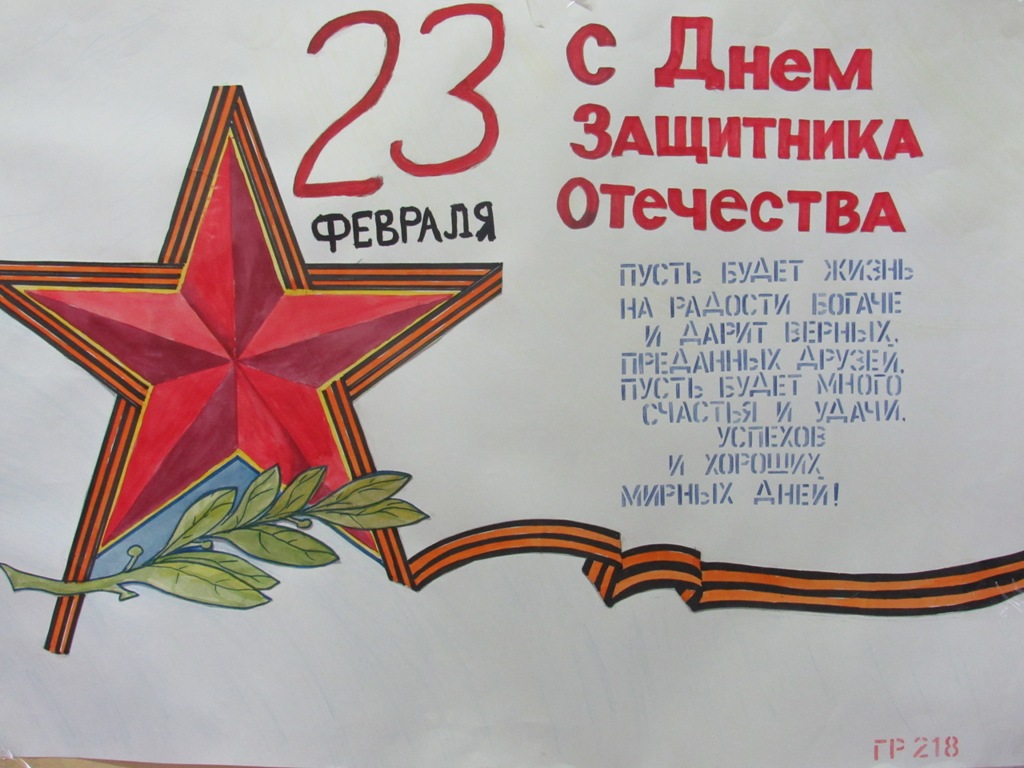 23
ФЕВРАЛЯ
С ДНЕМ
ЗАЩИТНИКА
ОТЕЧЕСТВА
ПУСТЬ БУДЕТ ЖИЗНЬ
НА РАДОСТИ БОГАЧЕ
И ДАРИТ ВЕРНЫХ,
ПРЕДАННЫХ ДРУЗЕЙ.
ПУСТЬ БУДЕТ МНОГО
СЧАСТЬЯ И УДАЧИ.
УСПЕХОВ
И ХОРОШИХ,
МИРНЫХ ДНЕЙ!
ГР 218